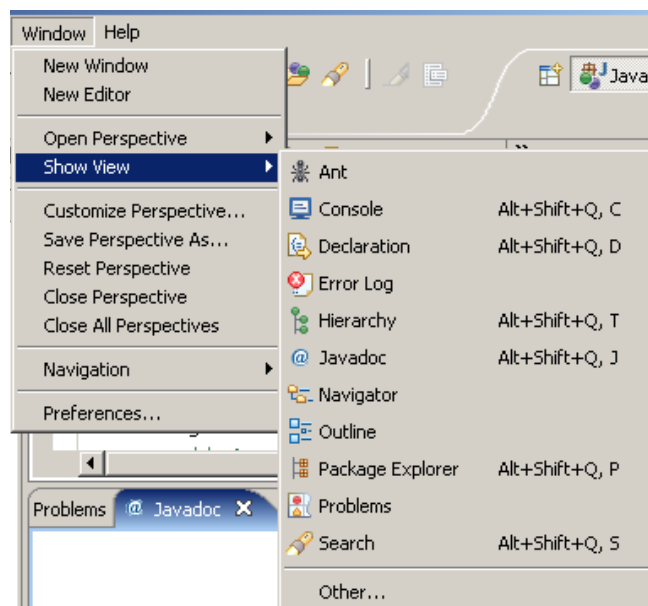 Window Help
New Window
New Editor
Java
Open Perspective
Show View
»
Ant
Customize Perspective...
Console Alt+Shift+Q, C
Save Perspective As...
Declaration Alt+Shift+Q, D
Reset Perspective
Error Log
Close Perspective
Close All Perspectives
Hierarchy Alt+Shift+Q, T
Navigation
Javadoc Alt+Shift+Q, J
Preferences...
Navigator
Outline
Package Explorer Alt+Shift+Q, P
Problems @ Javadoc
Problems
Search Alt+Shift+Q, S
Other...